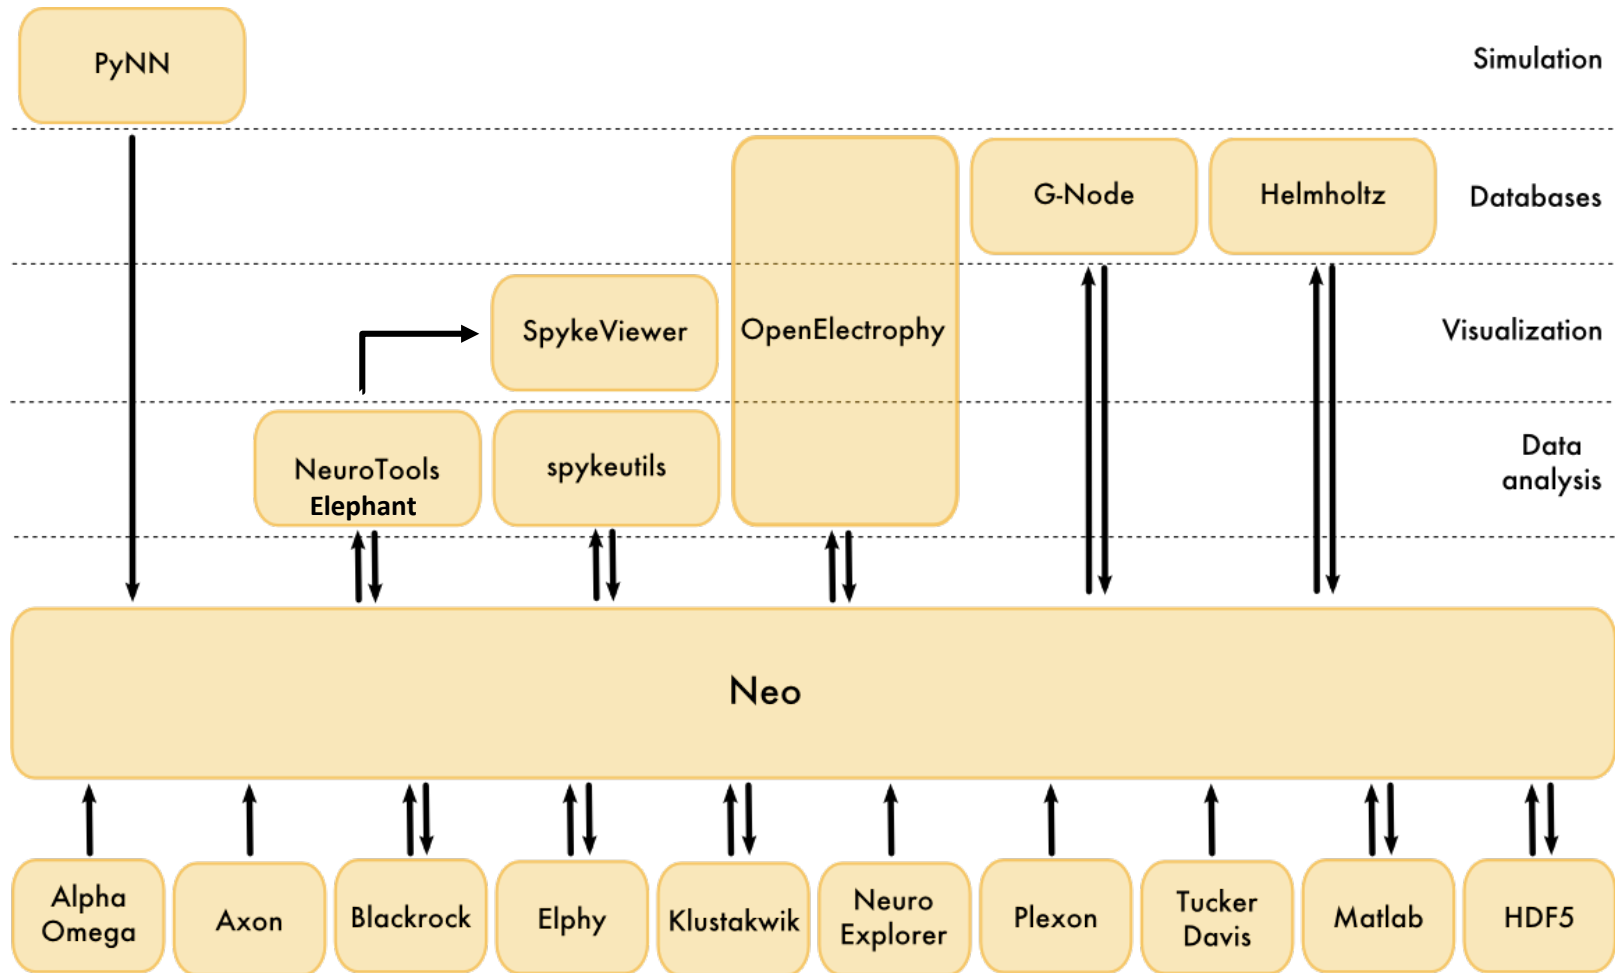 PyNN
Simulation
G-Node
Helmholtz
Databases
SpykeViewer
OpenElectrophy
Visualization
NeuroTools
Elephant
spykeutils
Data
analysis
Neo
Alpha
Omega
Axon
Blackrock
Elphy
Klustakwik
Neuro
Explorer
Plexon
Tucker
Davis
Matlab
HDF5